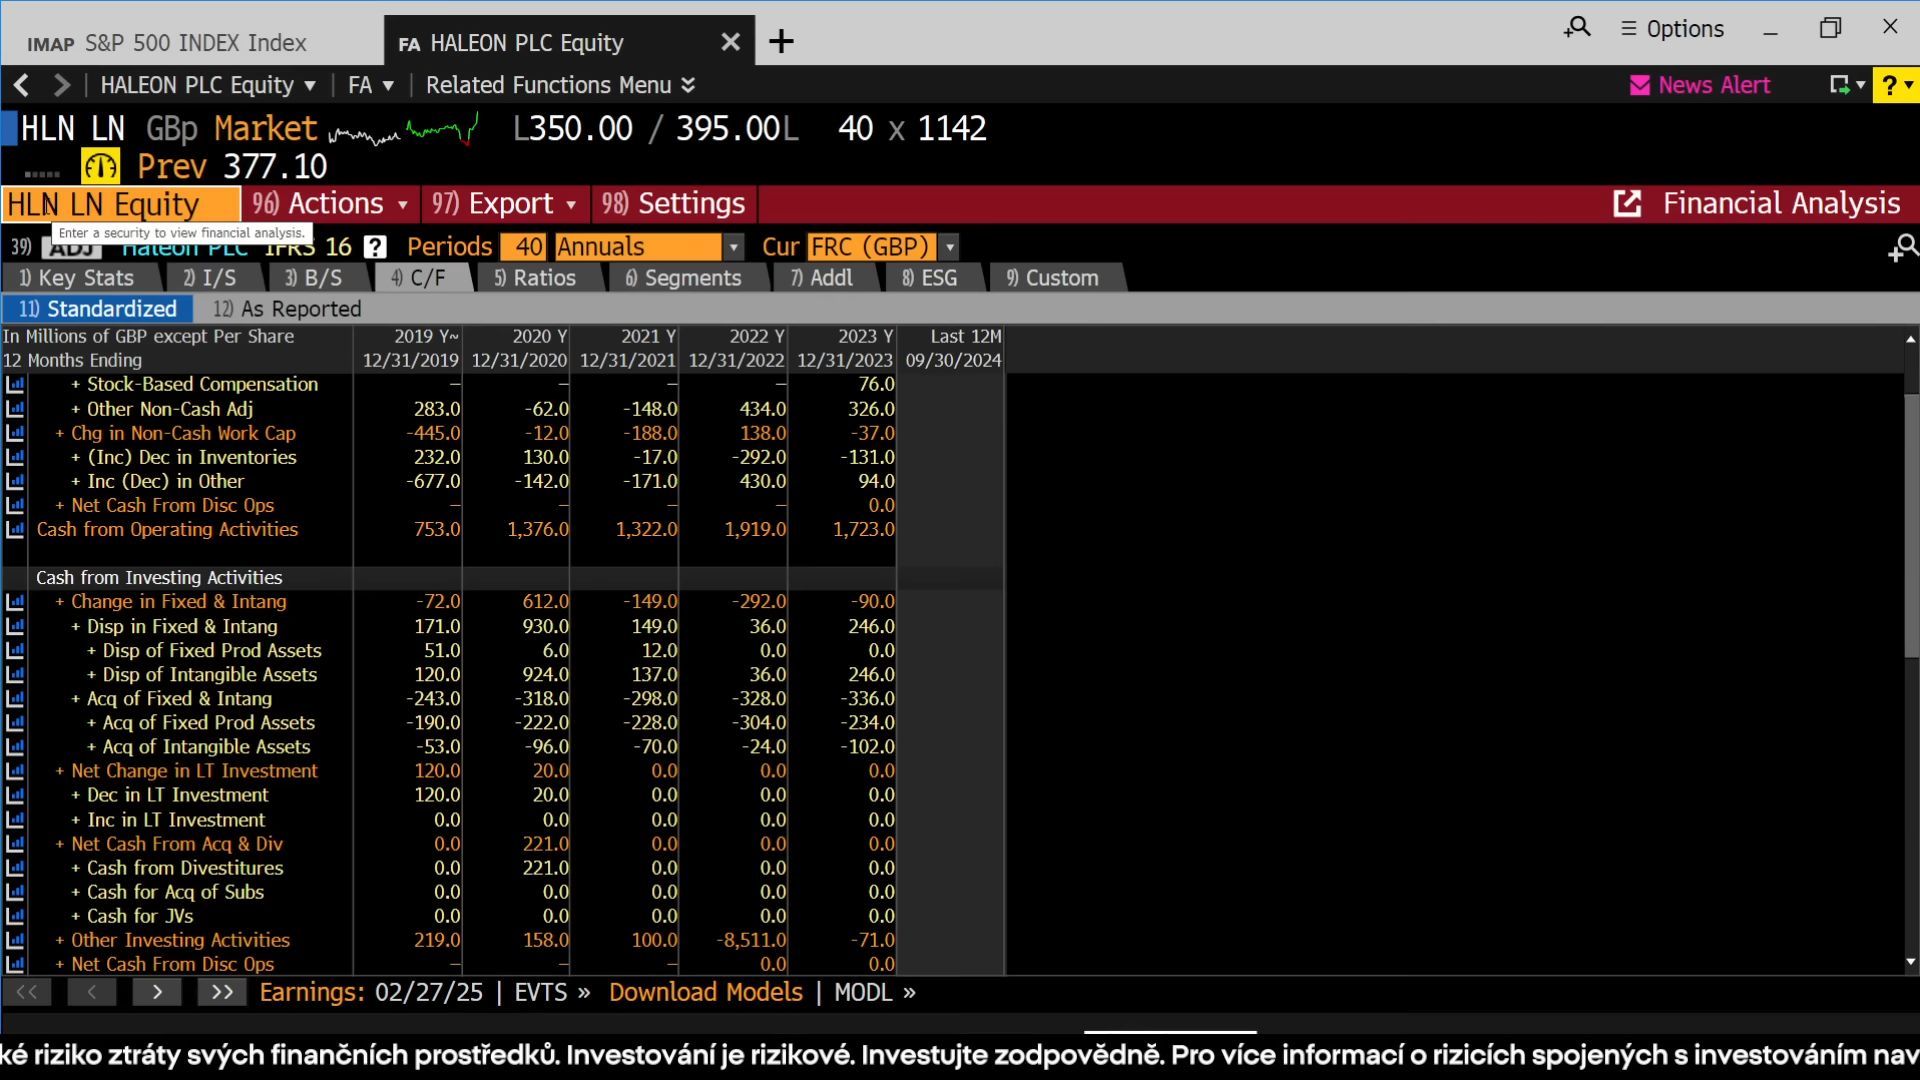 IMAP S&P 500 INDEX Index
FA HALEON PLC Equity
Options
HALEON PLC Equity FA Related Functions Menu
News Alert ?
HLN LN GBp Market L350.00 / 395.00L 40 x 1142
Prev 377.10
HLN LN Equity 96) Actions 97) Export 98) Settings Financial Analysis
Enter a security to view financial analysis.
39) ADJ Haleon PLC IFRS 16 ? Periods 40 Annuals Cur FRC (GBP)
1) Key Stats 2) I/S 3) B/S 4) C/F 5) Ratios 6) Segments 7) Addl 8) ESG 9) Custom
11) Standardized 12) As Reported
In Millions of GBP except Per Share 2019 Y~ 2020 Y 2021 Y 2022 Y 2023 Y Last 12M
12 Months Ending 12/31/2019 12/31/2020 12/31/2021 12/31/2022 12/31/2023 09/30/2024
+ Stock-Based Compensation – – – – 76.0
+ Other Non-Cash Adj 283.0 -62.0 -148.0 434.0 326.0
+ Chg in Non-Cash Work Cap -445.0 -12.0 -188.0 138.0 -37.0
+ (Inc) Dec in Inventories 232.0 130.0 -17.0 -292.0 -131.0
+ Inc (Dec) in Other -677.0 -142.0 -171.0 430.0 94.0
+ Net Cash From Disc Ops – – – – 0.0
Cash from Operating Activities 753.0 1,376.0 1,322.0 1,919.0 1,723.0
Cash from Investing Activities
+ Change in Fixed & Intang -72.0 612.0 -149.0 -292.0 -90.0
+ Disp in Fixed & Intang 171.0 930.0 149.0 36.0 246.0
+ Disp of Fixed Prod Assets 51.0 6.0 12.0 0.0 0.0
+ Disp of Intangible Assets 120.0 924.0 137.0 36.0 246.0
+ Acq of Fixed & Intang -243.0 -318.0 -298.0 -328.0 -336.0
+ Acq of Fixed Prod Assets -190.0 -222.0 -228.0 -304.0 -234.0
+ Acq of Intangible Assets -53.0 -96.0 -70.0 -24.0 -102.0
+ Net Change in LT Investment 120.0 20.0 0.0 0.0 0.0
+ Dec in LT Investment 120.0 20.0 0.0 0.0 0.0
+ Inc in LT Investment 0.0 0.0 0.0 0.0 0.0
+ Net Cash From Acq & Div 0.0 221.0 0.0 0.0 0.0
+ Cash from Divestitures 0.0 221.0 0.0 0.0 0.0
+ Cash for Acq of Subs 0.0 0.0 0.0 0.0 0.0
+ Cash for JVs 0.0 0.0 0.0 0.0 0.0
+ Other Investing Activities 219.0 158.0 100.0 -8,511.0 -71.0
+ Net Cash From Disc Ops – – – 0.0 0.0
<< < > >> Earnings: 02/27/25 | EVTS » Download Models | MODL »
ké riziko ztráty svých finančních prostředků. Investování je rizikové. Investujte zodpovědně. Pro více informací o rizicích spojených s investováním nav